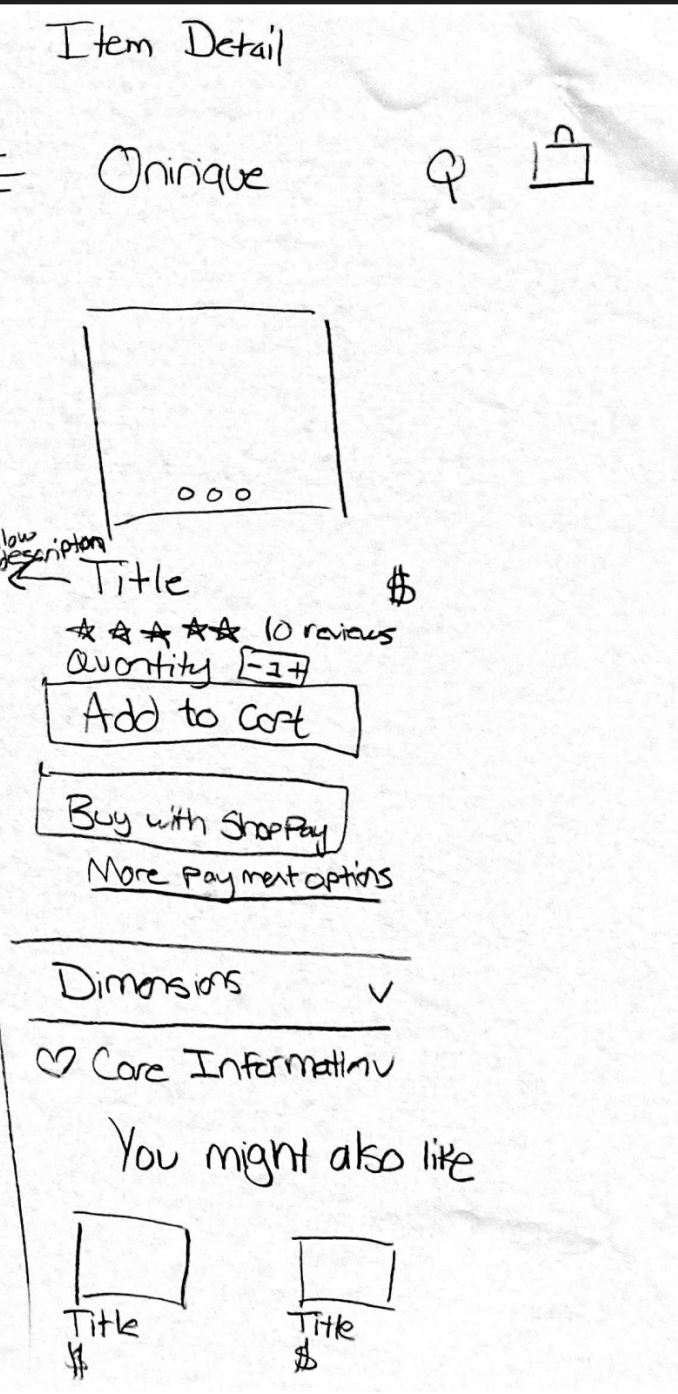 Item Detail
Oninique
low
description
Title $
10 reviews
Quantity - 1 +
Add to Cart
Buy with ShopPay
More payment options
Dimensions
Care Information
You might also like
Title Title
$ $